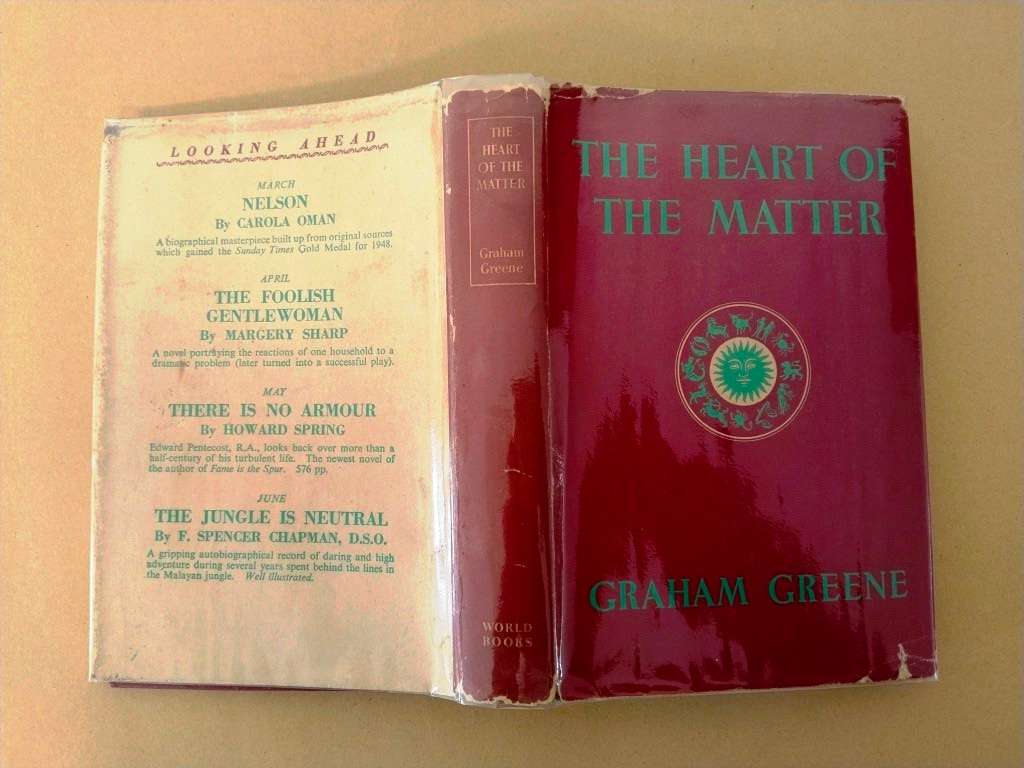 LOOKING AHEAD
MARCH
NELSON
By CAROLA OMAN
A biographical masterpiece built up from original sources
which gained the Sunday Times Gold Medal for 1948.
APRIL
THE FOOLISH
GENTLEWOMAN
By MARGERY SHARP
A novel portraying the reactions of one household to a
dramatic problem (later turned into a successful play).
MAY
THERE IS NO ARMOUR
By HOWARD SPRING
Edward Pentecost, R.A., looks back over more than a
half-century of his turbulent life. The newest novel of
the author of Fame is the Spur. 576 pp.
JUNE
THE JUNGLE IS NEUTRAL
By F. SPENCER CHAPMAN, D.S.O.
A gripping autobiographical record of daring and high
adventure during several years spent behind the lines in
the Malayan jungle. Well illustrated.
THE
HEART
OF THE
MATTER
Graham
Greene
WORLD
BOOKS
THE HEART OF
THE MATTER
GRAHAM GREENE